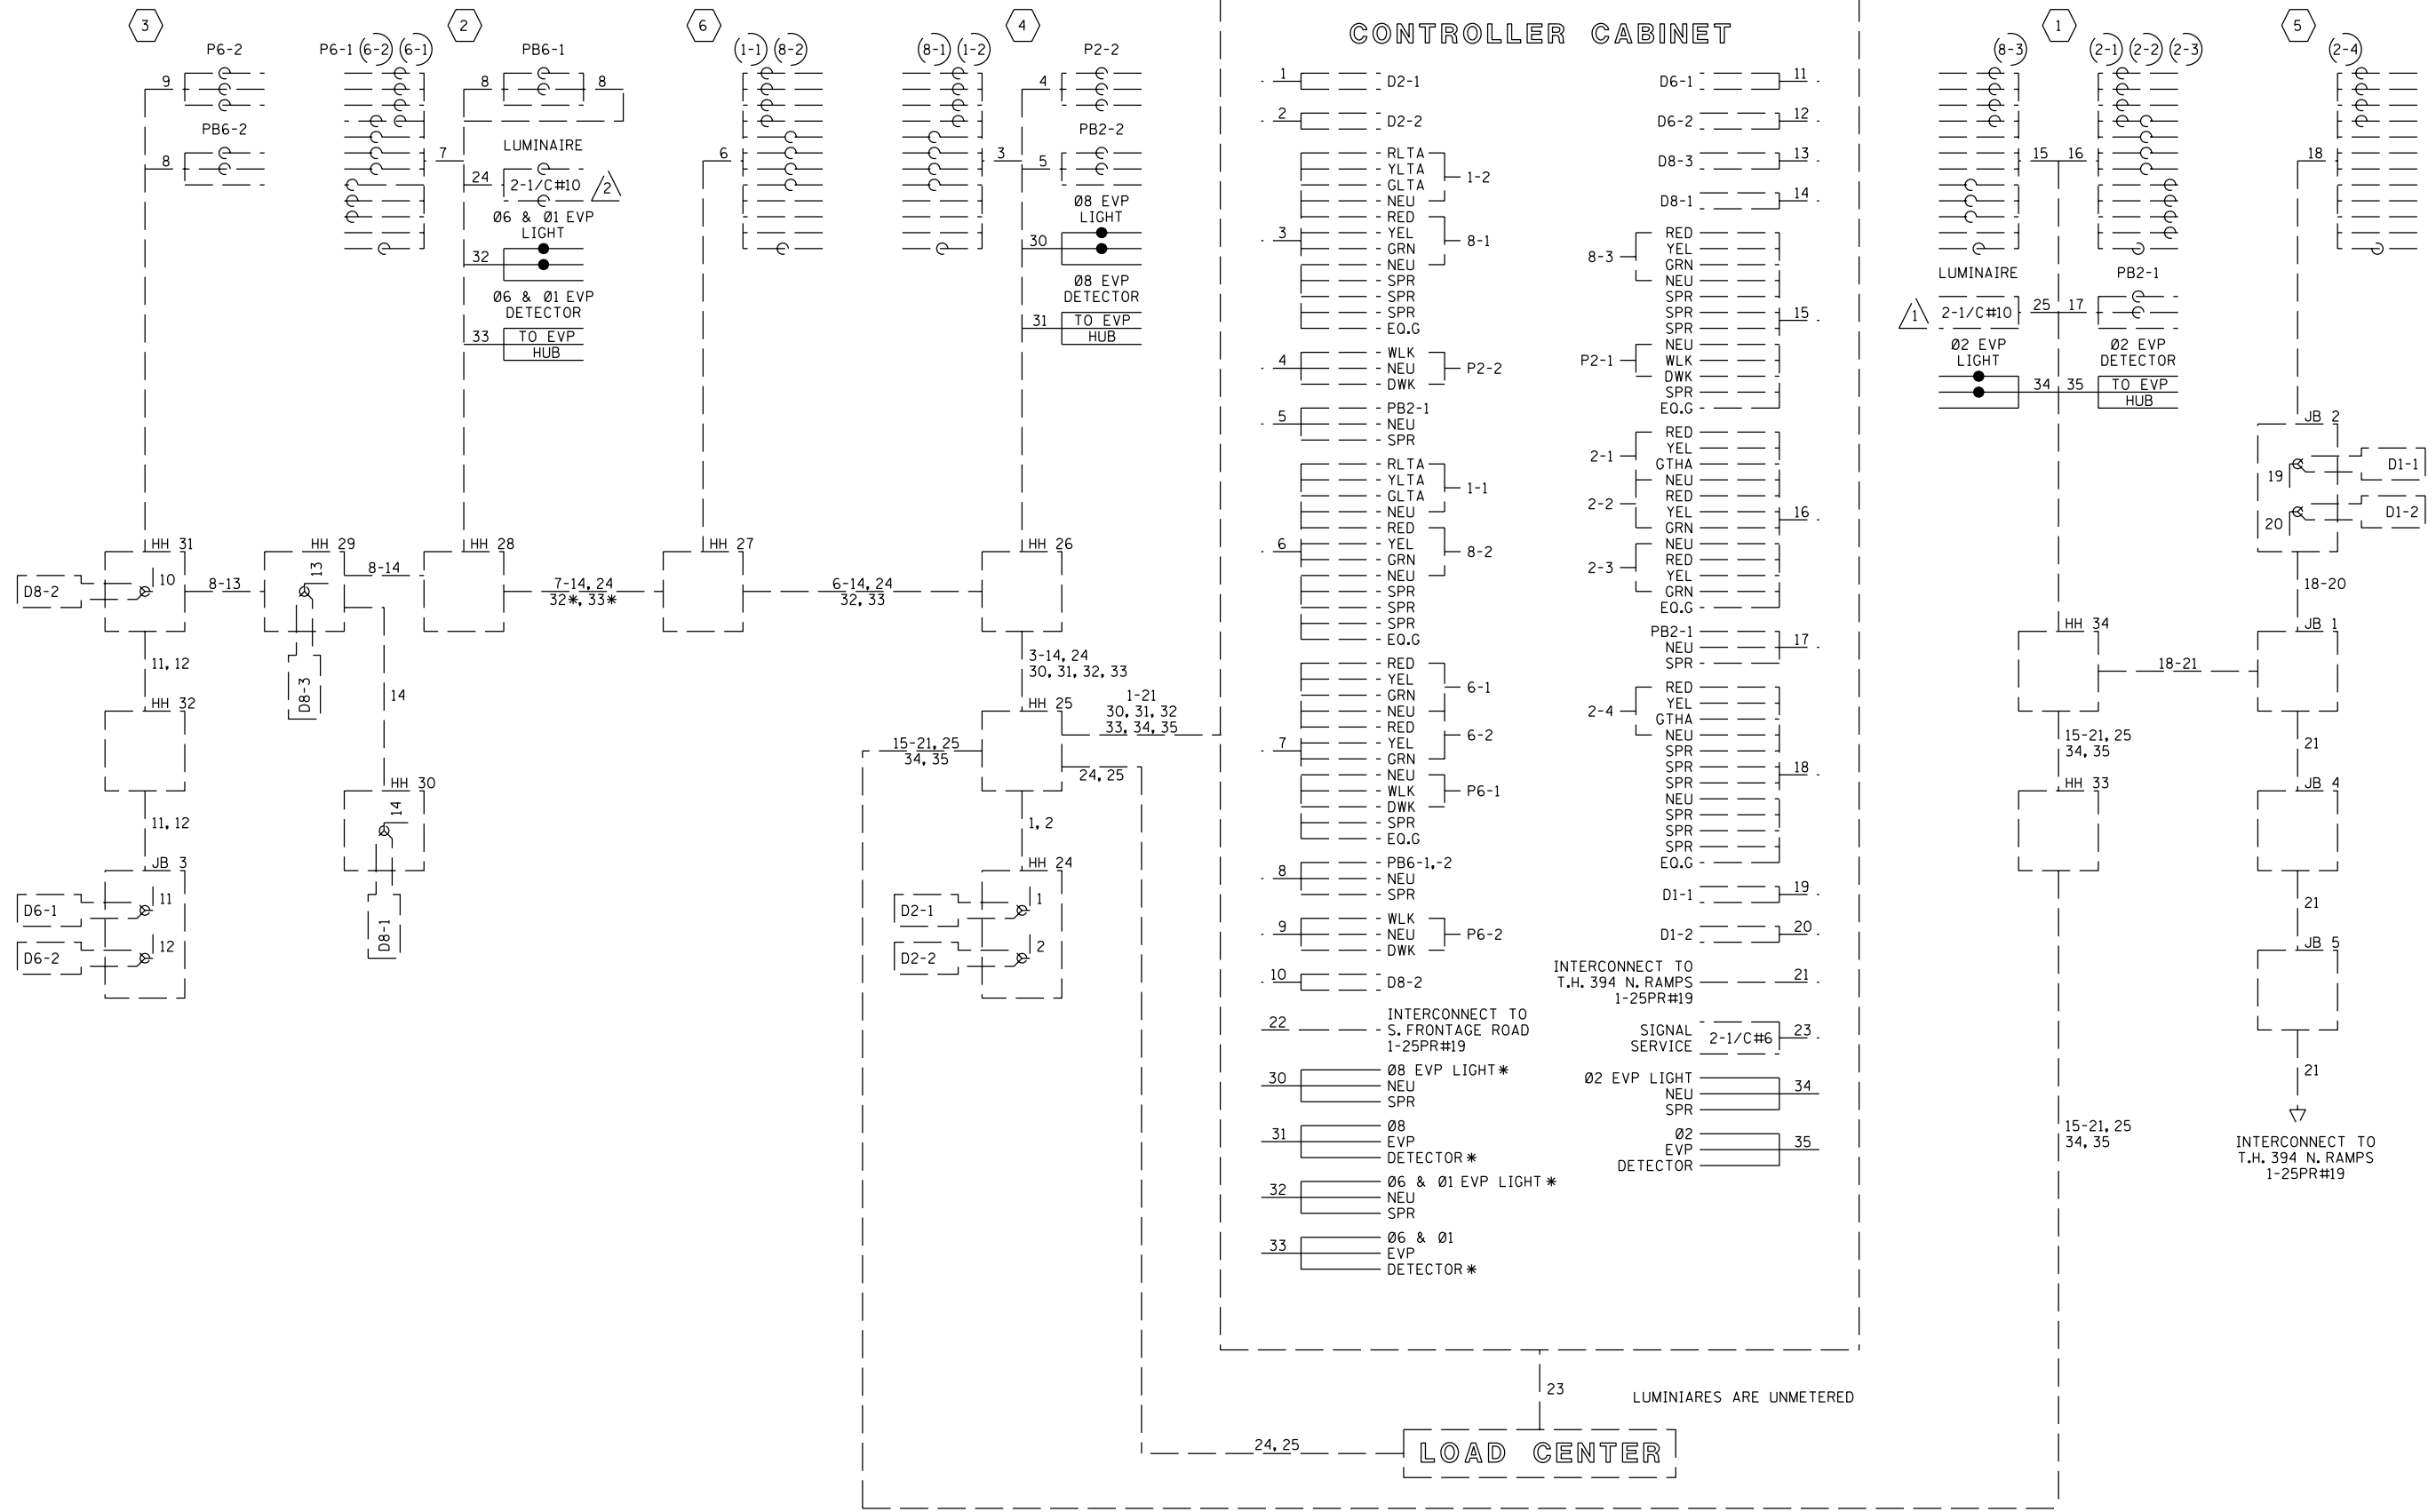 3
P6-2
9
PB6-2
8
P6-1 (6-2) (6-1)
7
2
PB6-1
8 8
LUMINAIRE
24 2-1/C#10 2
Ø6 & Ø1 EVP
LIGHT
32
Ø6 & Ø1 EVP
DETECTOR
33 TO EVP
HUB
6
(1-1) (8-2)
6
(8-1) (1-2)
3
4
P2-2
4
PB2-2
5
Ø8 EVP
LIGHT
30
Ø8 EVP
DETECTOR
31 TO EVP
HUB
HH 31
10
D8-2
8-13
HH 29
13
D8-3
8-14
14
HH 28
7-14, 24
32*, 33*
HH 27
6-14, 24
32, 33
HH 26
3-14, 24
30, 31, 32, 33
11, 12
HH 32
11, 12
JB 3
D6-1 11
D6-2 12
HH 30
14
D8-1
HH 25
1-21
30, 31, 32
33, 34, 35
15-21, 25
34, 35
24, 25
1, 2
HH 24
D2-1 1
D2-2 2
CONTROLLER CABINET
1 D2-1
2 D2-2
RLTA
YLTA
GLTA
NEU
1-2
RED
YEL
GRN
NEU
8-1
3
SPR
SPR
SPR
EQ.G
WLK
4 NEU P2-2
DWK
PB2-1
5 NEU
SPR
RLTA
YLTA
GLTA
NEU
1-1
RED
YEL
GRN
NEU
8-2
6
SPR
SPR
SPR
SPR
EQ.G
RED
YEL
GRN
NEU
6-1
RED
YEL
GRN
6-2
7
NEU
WLK
DWK
P6-1
SPR
EQ.G
PB6-1,-2
8 NEU
SPR
WLK
9 NEU P6-2
DWK
10 D8-2
INTERCONNECT TO
22 S. FRONTAGE ROAD
1-25PR#19
Ø8 EVP LIGHT*
30 NEU
SPR
Ø8
31 EVP
DETECTOR*
Ø6 & Ø1 EVP LIGHT*
32 NEU
SPR
Ø6 & Ø1
33 EVP
DETECTOR*
D6-1 11
D6-2 12
D8-3 13
D8-1 14
RED
YEL
8-3
GRN
NEU
SPR
SPR
SPR
SPR
15
NEU
P2-1 WLK
DWK
SPR
EQ.G
RED
YEL
2-1
GTHA
NEU
RED
2-2
YEL
GRN
16
NEU
RED
2-3
YEL
GRN
EQ.G
PB2-1
NEU 17
SPR
RED
YEL
2-4
GTHA
NEU
SPR
SPR
SPR
18
NEU
SPR
SPR
SPR
EQ.G
D1-1 19
D1-2 20
INTERCONNECT TO
T.H. 394 N. RAMPS 21
1-25PR#19
SIGNAL
SERVICE
2-1/C#6 23
Ø2 EVP LIGHT
NEU 34
SPR
Ø2
EVP 35
DETECTOR
23
LUMINIARES ARE UNMETERED
24, 25
LOAD CENTER
1
(8-3)
(2-1) (2-2) (2-3)
15 16
LUMINAIRE
PB2-1
1 2-1/C#10 25 17
Ø2 EVP
LIGHT
Ø2 EVP
DETECTOR
34 35 TO EVP
HUB
HH 34
18-21
15-21, 25
34, 35
HH 33
15-21, 25
34, 35
5
(2-4)
18
JB 2
19 D1-1
20 D1-2
18-20
JB 1
21
JB 4
21
JB 5
21
INTERCONNECT TO
T.H. 394 N. RAMPS
1-25PR#19